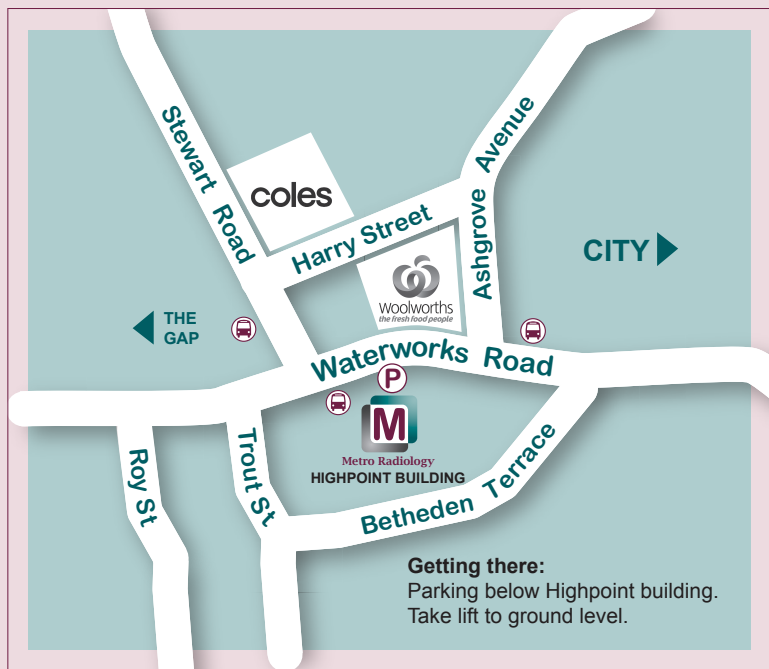 Stewart Road
coles
Harry Street
Ashgrove Avenue
CITY
Woolworths
the fresh food people
THE
GAP
Waterworks Road
P
M
Metro Radiology
HIGHPOINT BUILDING
Roy St
Trout St
Betheden Terrace
Getting there:
Parking below Highpoint building.
Take lift to ground level.